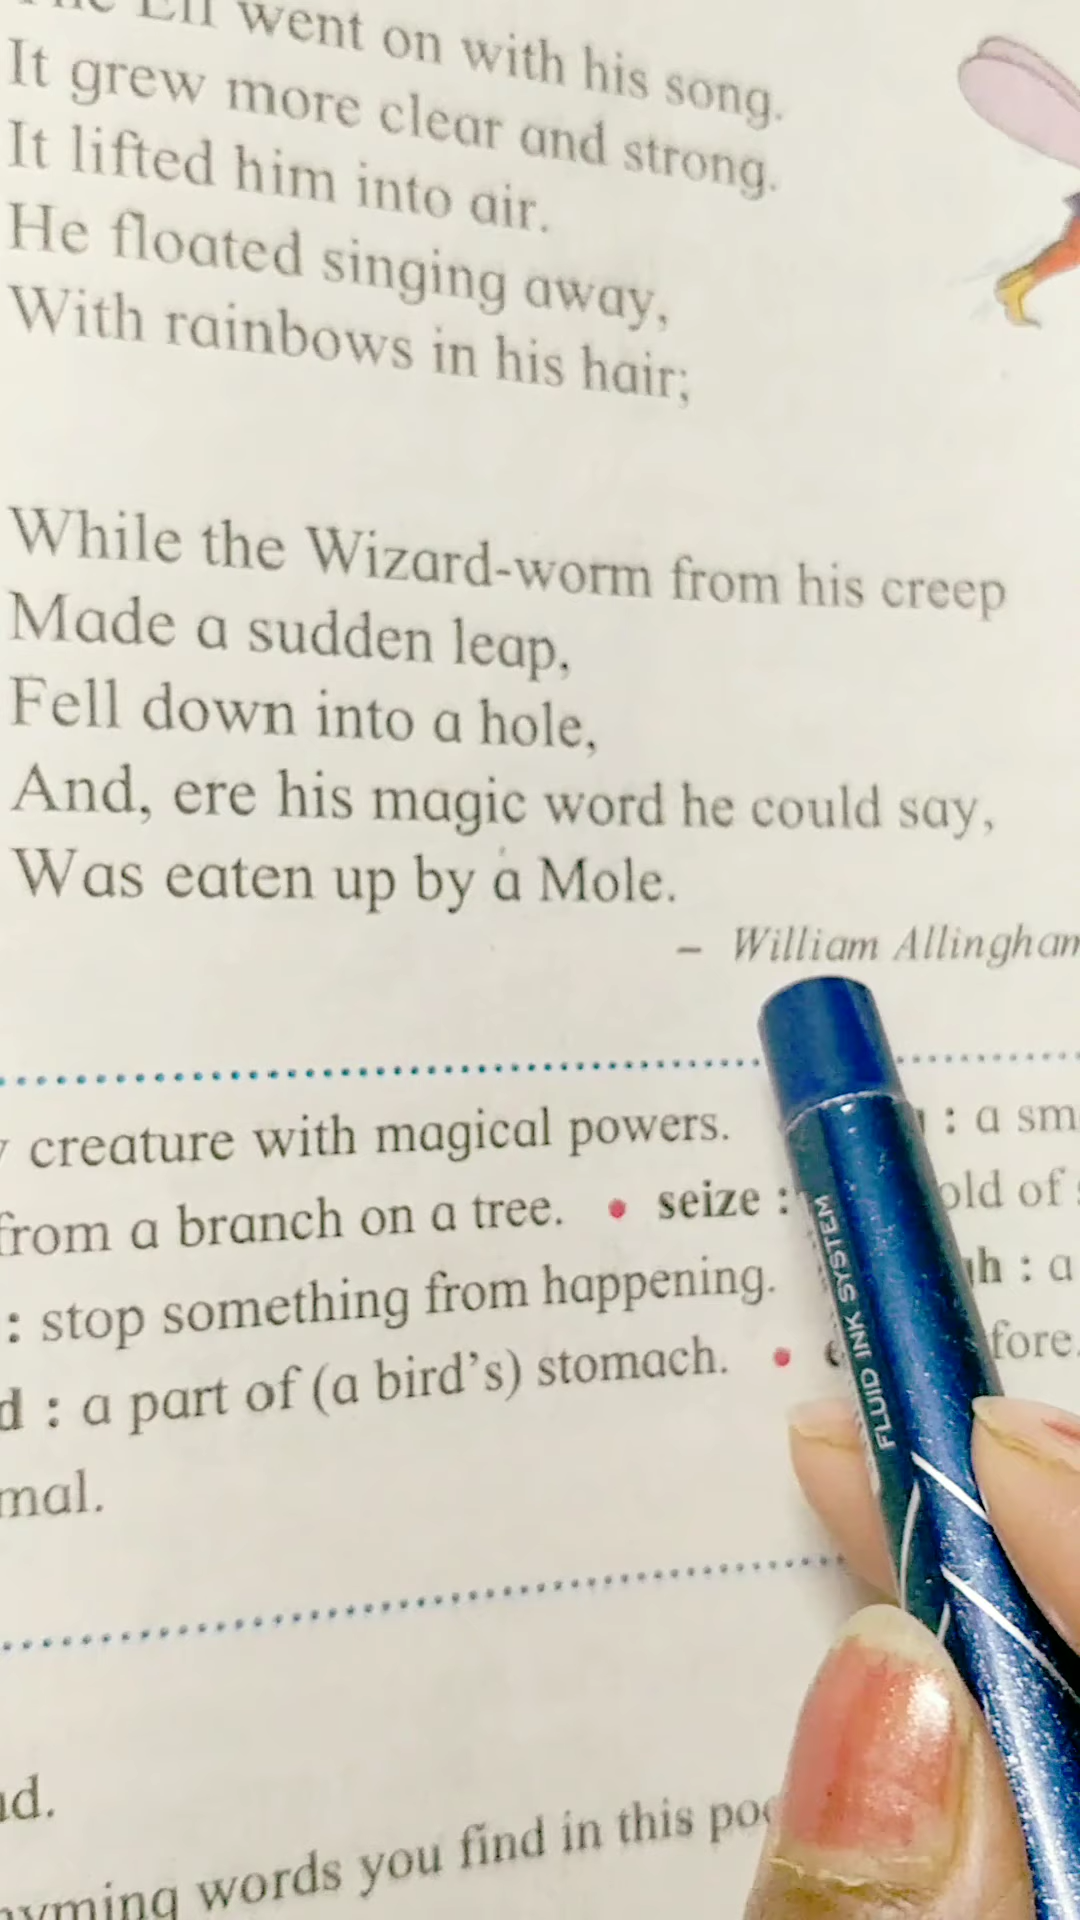 The Elf went on with his song.
It grew more clear and strong.
It lifted him into air.
He floated singing away,
With rainbows in his hair;
While the Wizard-worm from his creep
Made a sudden leap,
Fell down into a hole,
And, ere his magic word he could say,
Was eaten up by a Mole.
– William Allingham
creature with magical powers. : a sm
from a branch on a tree. • seize : old of
: stop something from happening. h : a
d : a part of (a bird's) stomach. • fore.
mal.
d.
words you find in this
FLUID INK SYSTEM